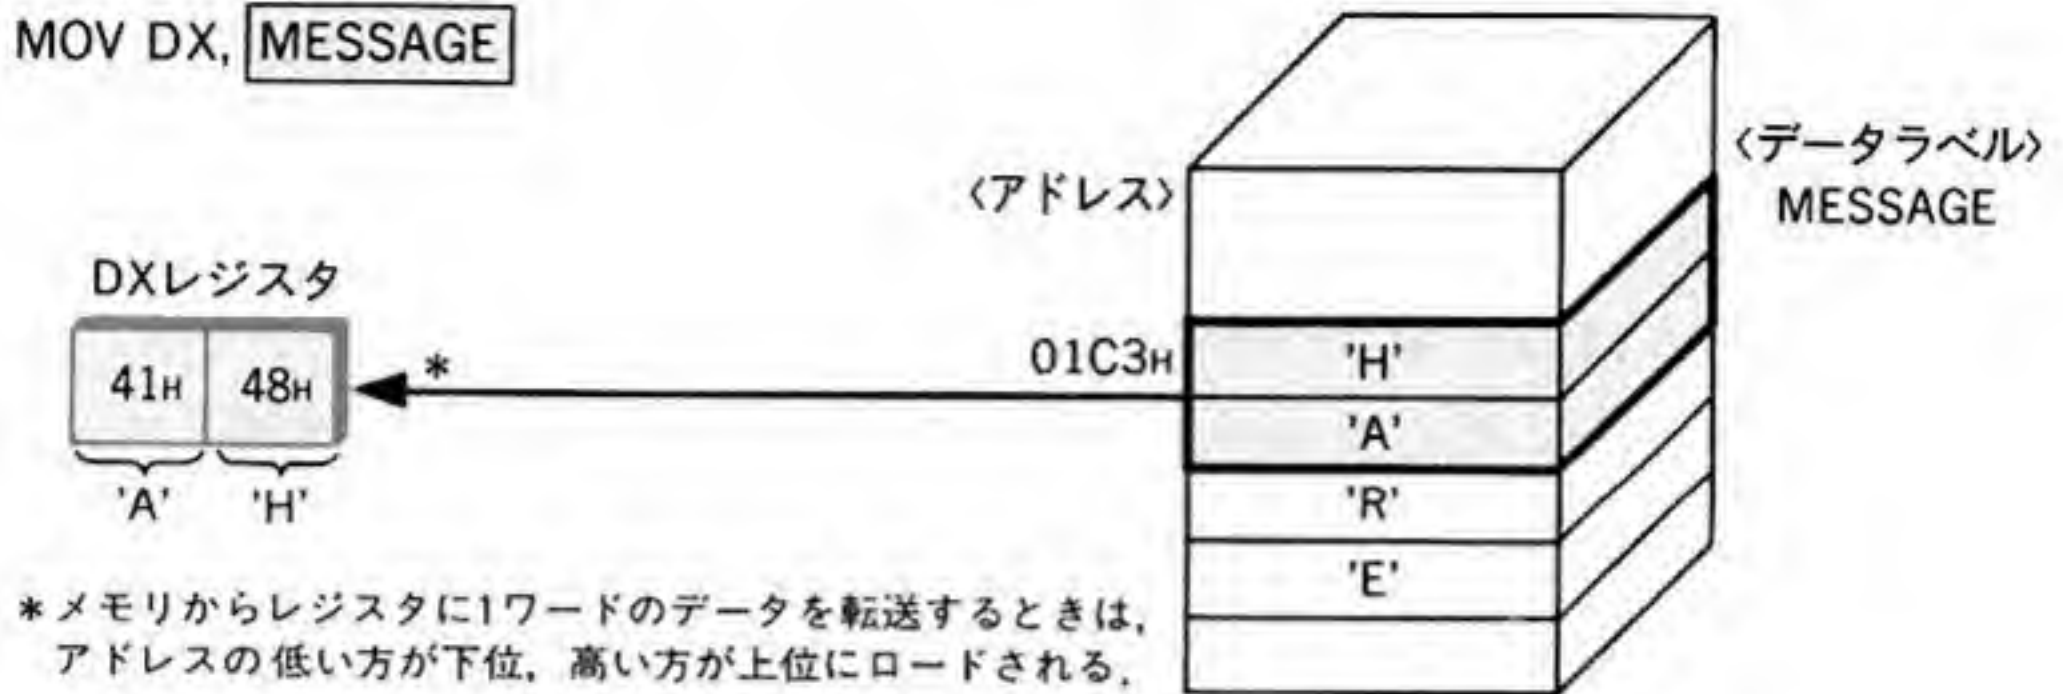 MOV DX, MESSAGE
〈データラベル〉
MESSAGE
〈アドレス〉
DXレジスタ
41H 48H
'A' 'H'
*
01C3H
'H'
'A'
'R'
'E'
*メモリからレジスタに1ワードのデータを転送するときは,
アドレスの低い方が下位, 高い方が上位にロードされる.